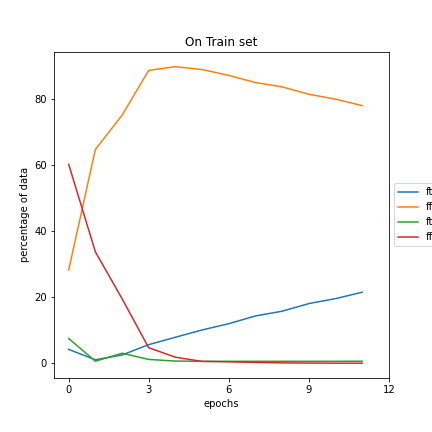 On Train set
percentage of data
80
60
40
20
0
0 3 6 9 12
epochs
ft
ff
ft
ff